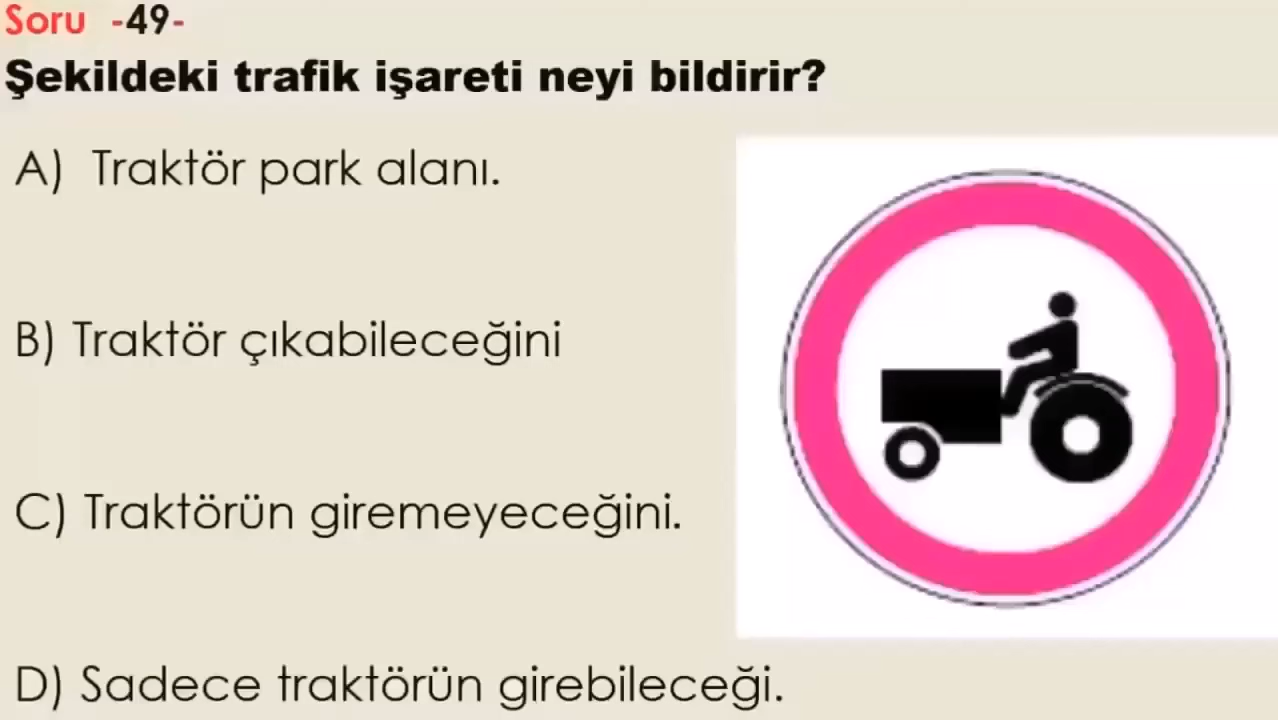 Soru -49-
Şekildeki trafik işareti neyi bildirir?
A) Traktör park alanı.
B) Traktör çıkabileceğini
C) Traktörün giremeyeceğini.
D) Sadece traktörün girebileceği.